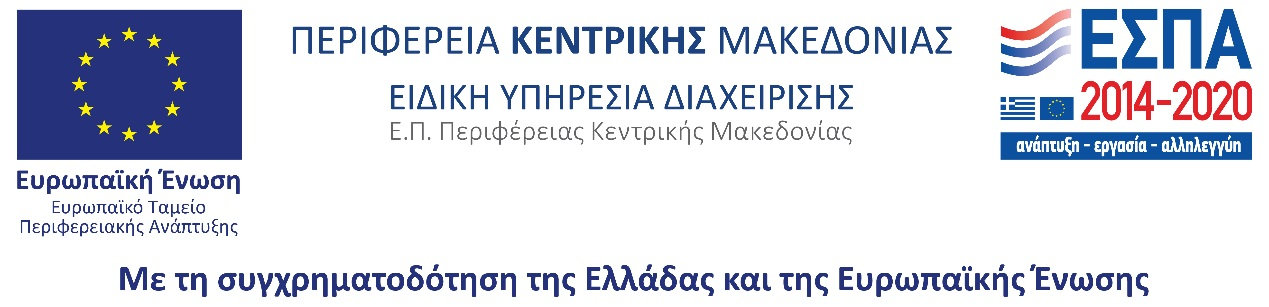 Ευρωπαϊκή Ένωση
Ευρωπαϊκό Ταμείο
Περιφερειακής Ανάπτυξης
ΠΕΡΙΦΕΡΕΙΑ ΚΕΝΤΡΙΚΗΣ ΜΑΚΕΔΟΝΙΑΣ
ΕΙΔΙΚΗ ΥΠΗΡΕΣΙΑ ΔΙΑΧΕΙΡΙΣΗΣ
Ε.Π. Περιφέρειας Κεντρικής Μακεδονίας
ΕΣΠΑ
2014-2020
ανάπτυξη - εργασία - αλληλεγγύη
Με τη συγχρηματοδότηση της Ελλάδας και της Ευρωπαϊκής Ένωσης